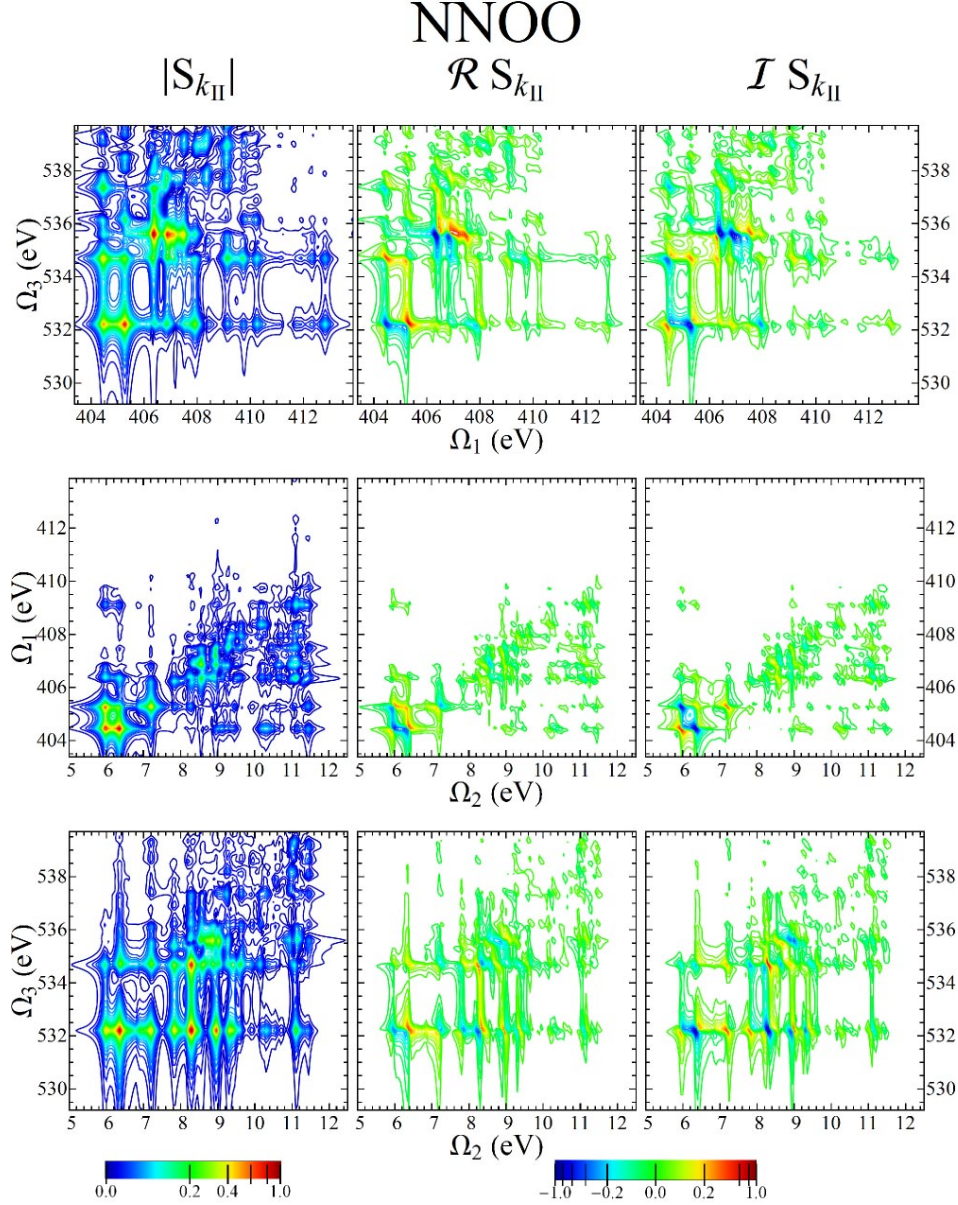 NNOO
|S_{k_{II}}| ℛ S_{k_{II}} ℐ S_{k_{II}}
538 538
536 536
Ω₃ (eV)
534 534
532 532
530 530
404 406 408 410 412 404 406 408 410 412 404 406 408 410 412
Ω₁ (eV)
412 412
410 410
Ω₁ (eV)
408 408
406 406
404 404
5 6 7 8 9 10 11 12 5 6 7 8 9 10 11 12 5 6 7 8 9 10 11 12
Ω₂ (eV)
538 538
536 536
Ω₃ (eV)
534 534
532 532
530 530
5 6 7 8 9 10 11 12 5 6 7 8 9 10 11 12 5 6 7 8 9 10 11 12
Ω₂ (eV)
0.0 0.2 0.4 1.0 −1.0 −0.2 0.0 0.2 1.0